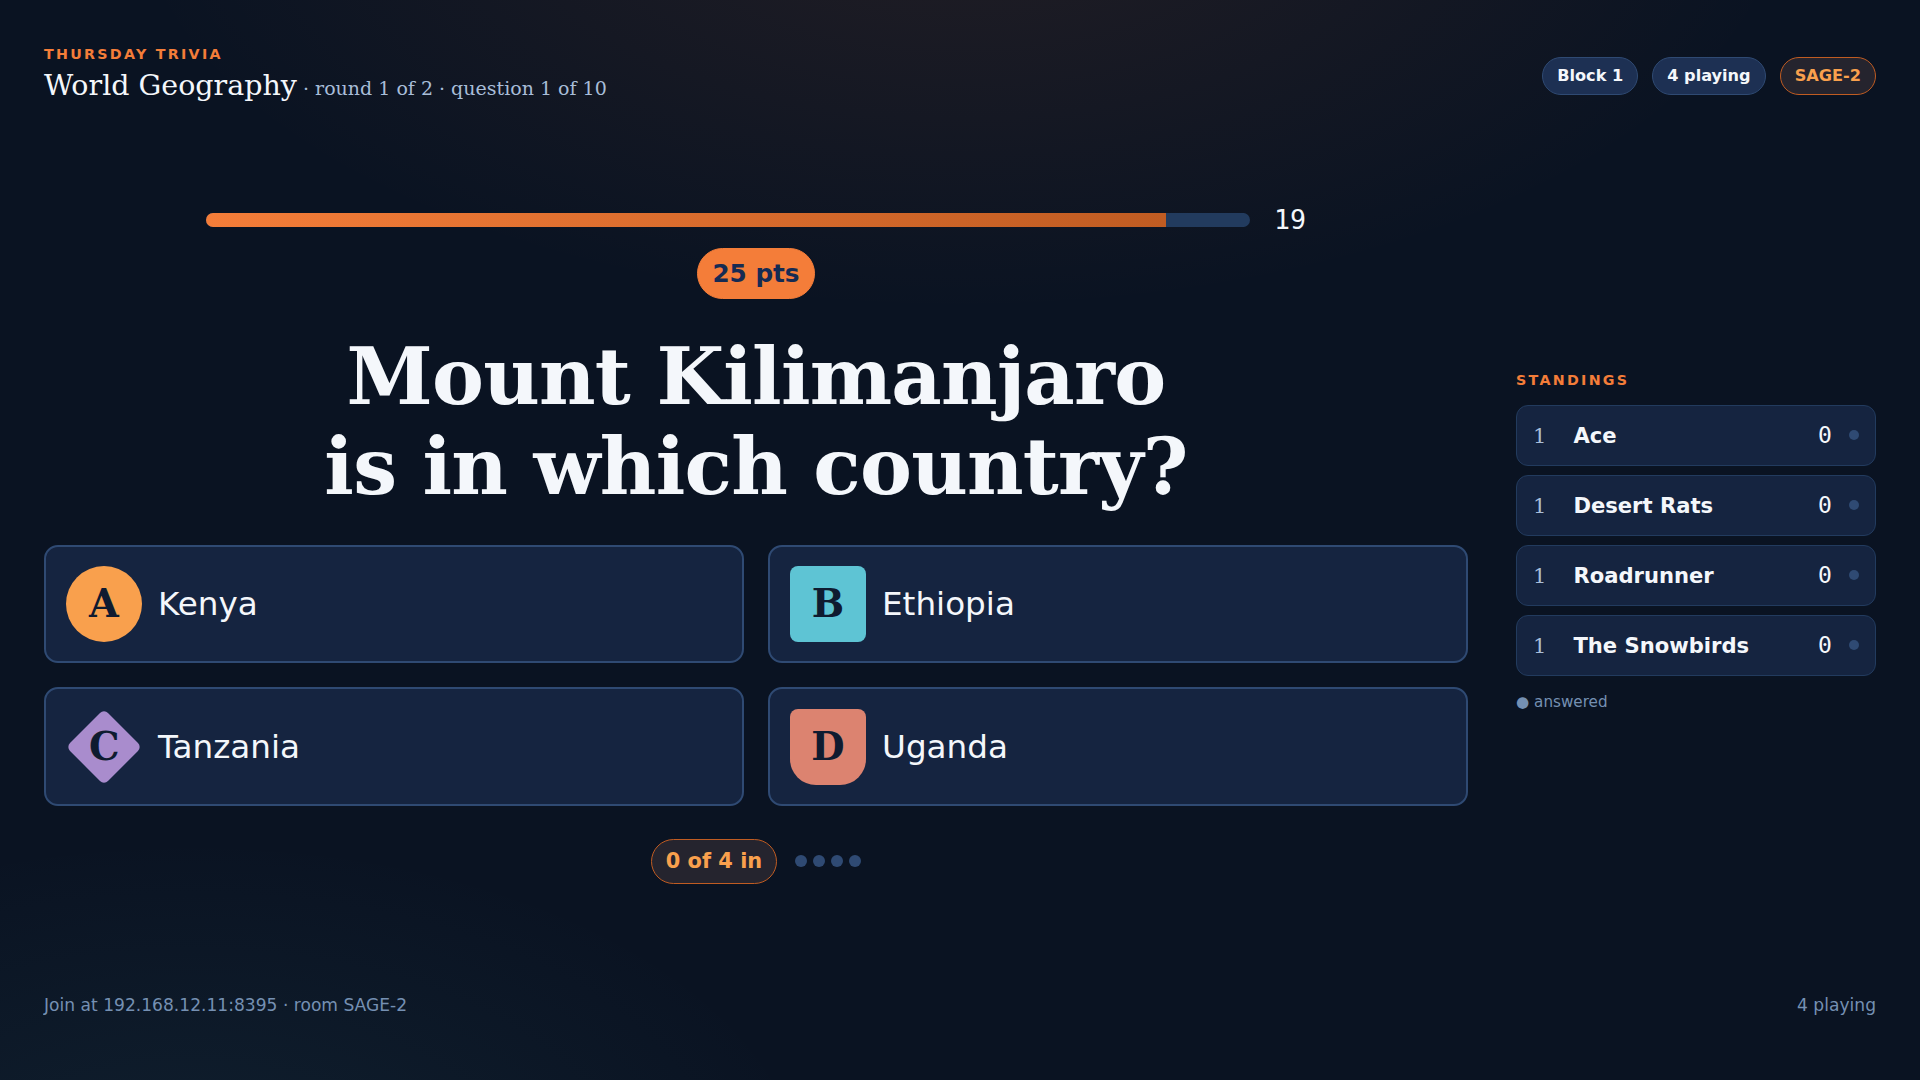 THURSDAY TRIVIA
World Geography · round 1 of 2 · question 1 of 10
Block 1
4 playing
SAGE-2
19
25 pts
Mount Kilimanjaro
is in which country?
A Kenya
B Ethiopia
C Tanzania
D Uganda
0 of 4 in
STANDINGS
1 Ace 0
1 Desert Rats 0
1 Roadrunner 0
1 The Snowbirds 0
● answered
Join at 192.168.12.11:8395 · room SAGE-2
4 playing